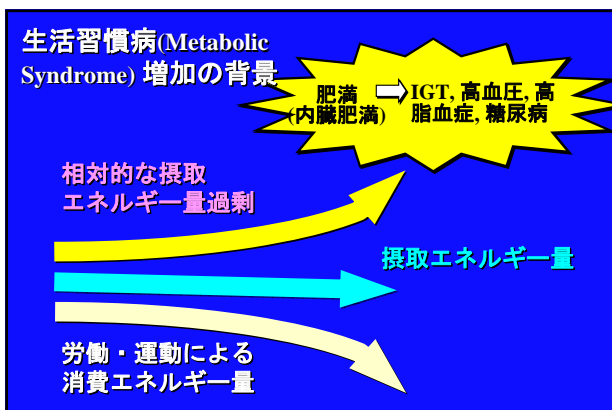 生活習慣病(Metabolic
Syndrome) 増加の背景
肥満
(内臓肥満)
IGT, 高血圧, 高
脂血症, 糖尿病
相対的な摂取
エネルギー量過剰
摂取エネルギー量
労働・運動による
消費エネルギー量